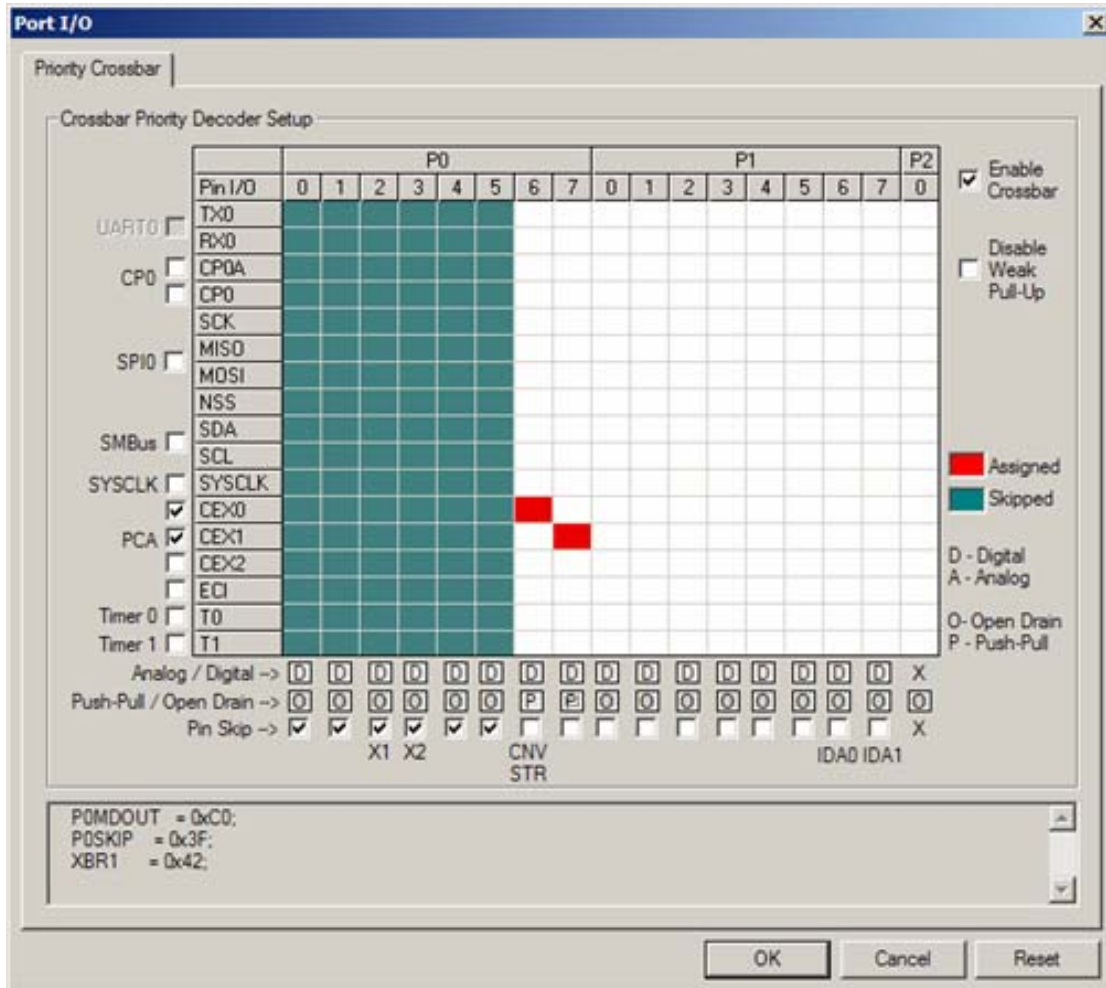 Port I/O
Priority Crossbar
Crossbar Priority Decoder Setup
P0 P1 P2
Pin I/O 0 1 2 3 4 5 6 7 0 1 2 3 4 5 6 7 0
Enable
Crossbar
Disable
Weak
Pull-Up
UART0
TX0
RX0
CP0
CP0A
CP0
SPI0
SCK
MISO
MOSI
NSS
SMBus
SDA
SCL
SYSCLK SYSCLK
CEX0
PCA CEX1
CEX2
ECI
Timer 0 T0
Timer 1 T1
Assigned
Skipped
D - Digital
A - Analog
O- Open Drain
P - Push-Pull
Analog / Digital --> D D D D D D D D D D D D D D D D X
Push-Pull / Open Drain --> O O O O O O P P O O O O O O O O O
Pin Skip --> X
X1 X2 CNV STR IDA0 IDA1
P0MDOUT = 0xC0;
P0SKIP = 0x3F;
XBR1 = 0x42;
OK Cancel Reset